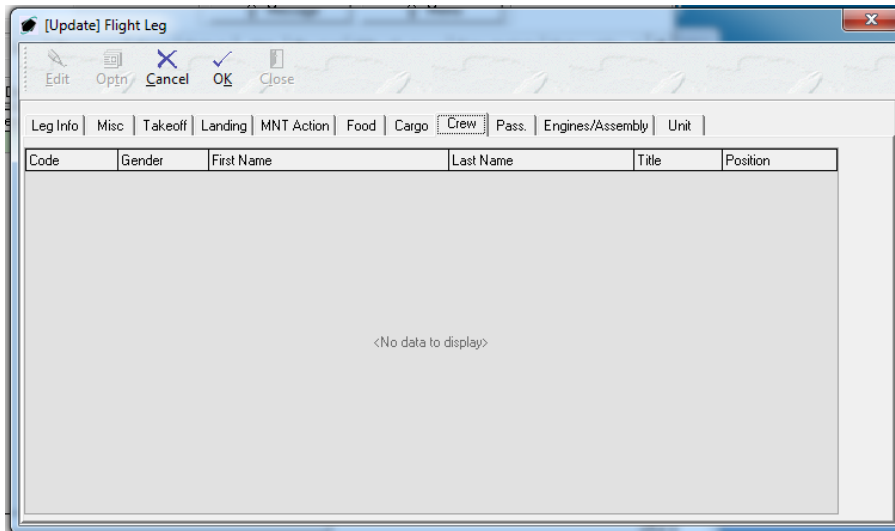 [Update] Flight Leg
Edit Optn Cancel OK Close
Leg Info Misc Takeoff Landing MNT Action Food Cargo Crew Pass. Engines/Assembly Unit
Code Gender First Name Last Name Title Position
<No data to display>